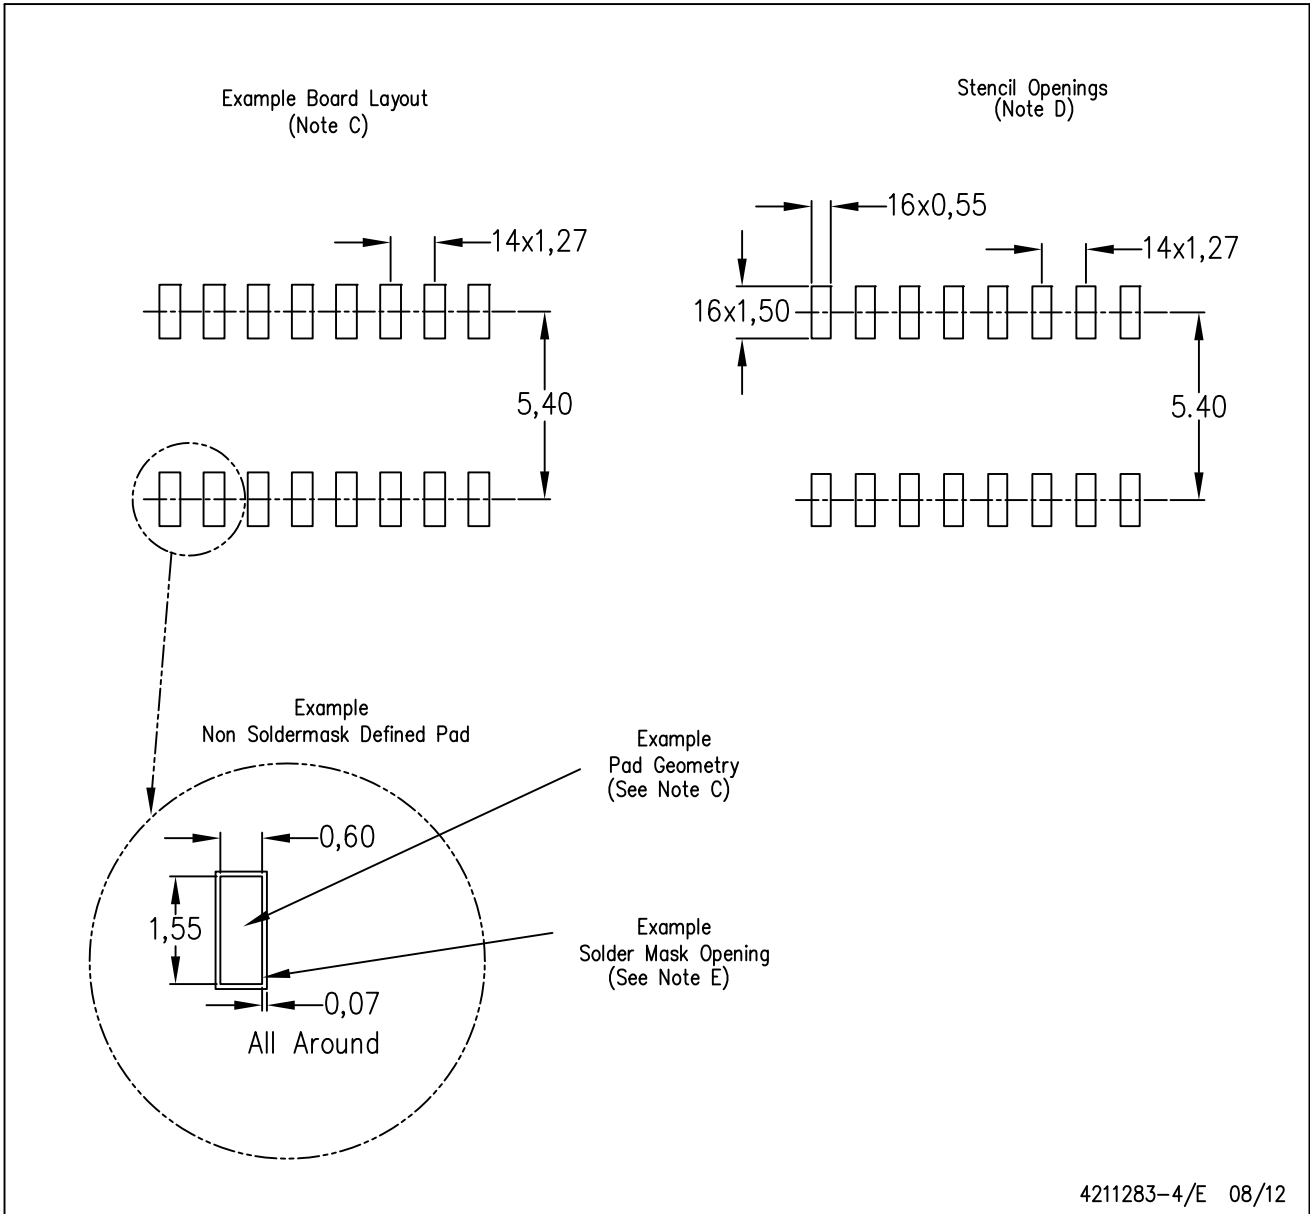 Example Board Layout
(Note C)
Stencil Openings
(Note D)
14x1,27
5,40
16x0,55
14x1,27
16x1,50
5.40
Example
Non Soldermask Defined Pad
Example
Pad Geometry
(See Note C)
0,60
1,55
Example
Solder Mask Opening
(See Note E)
0,07
All Around
4211283-4/E 08/12